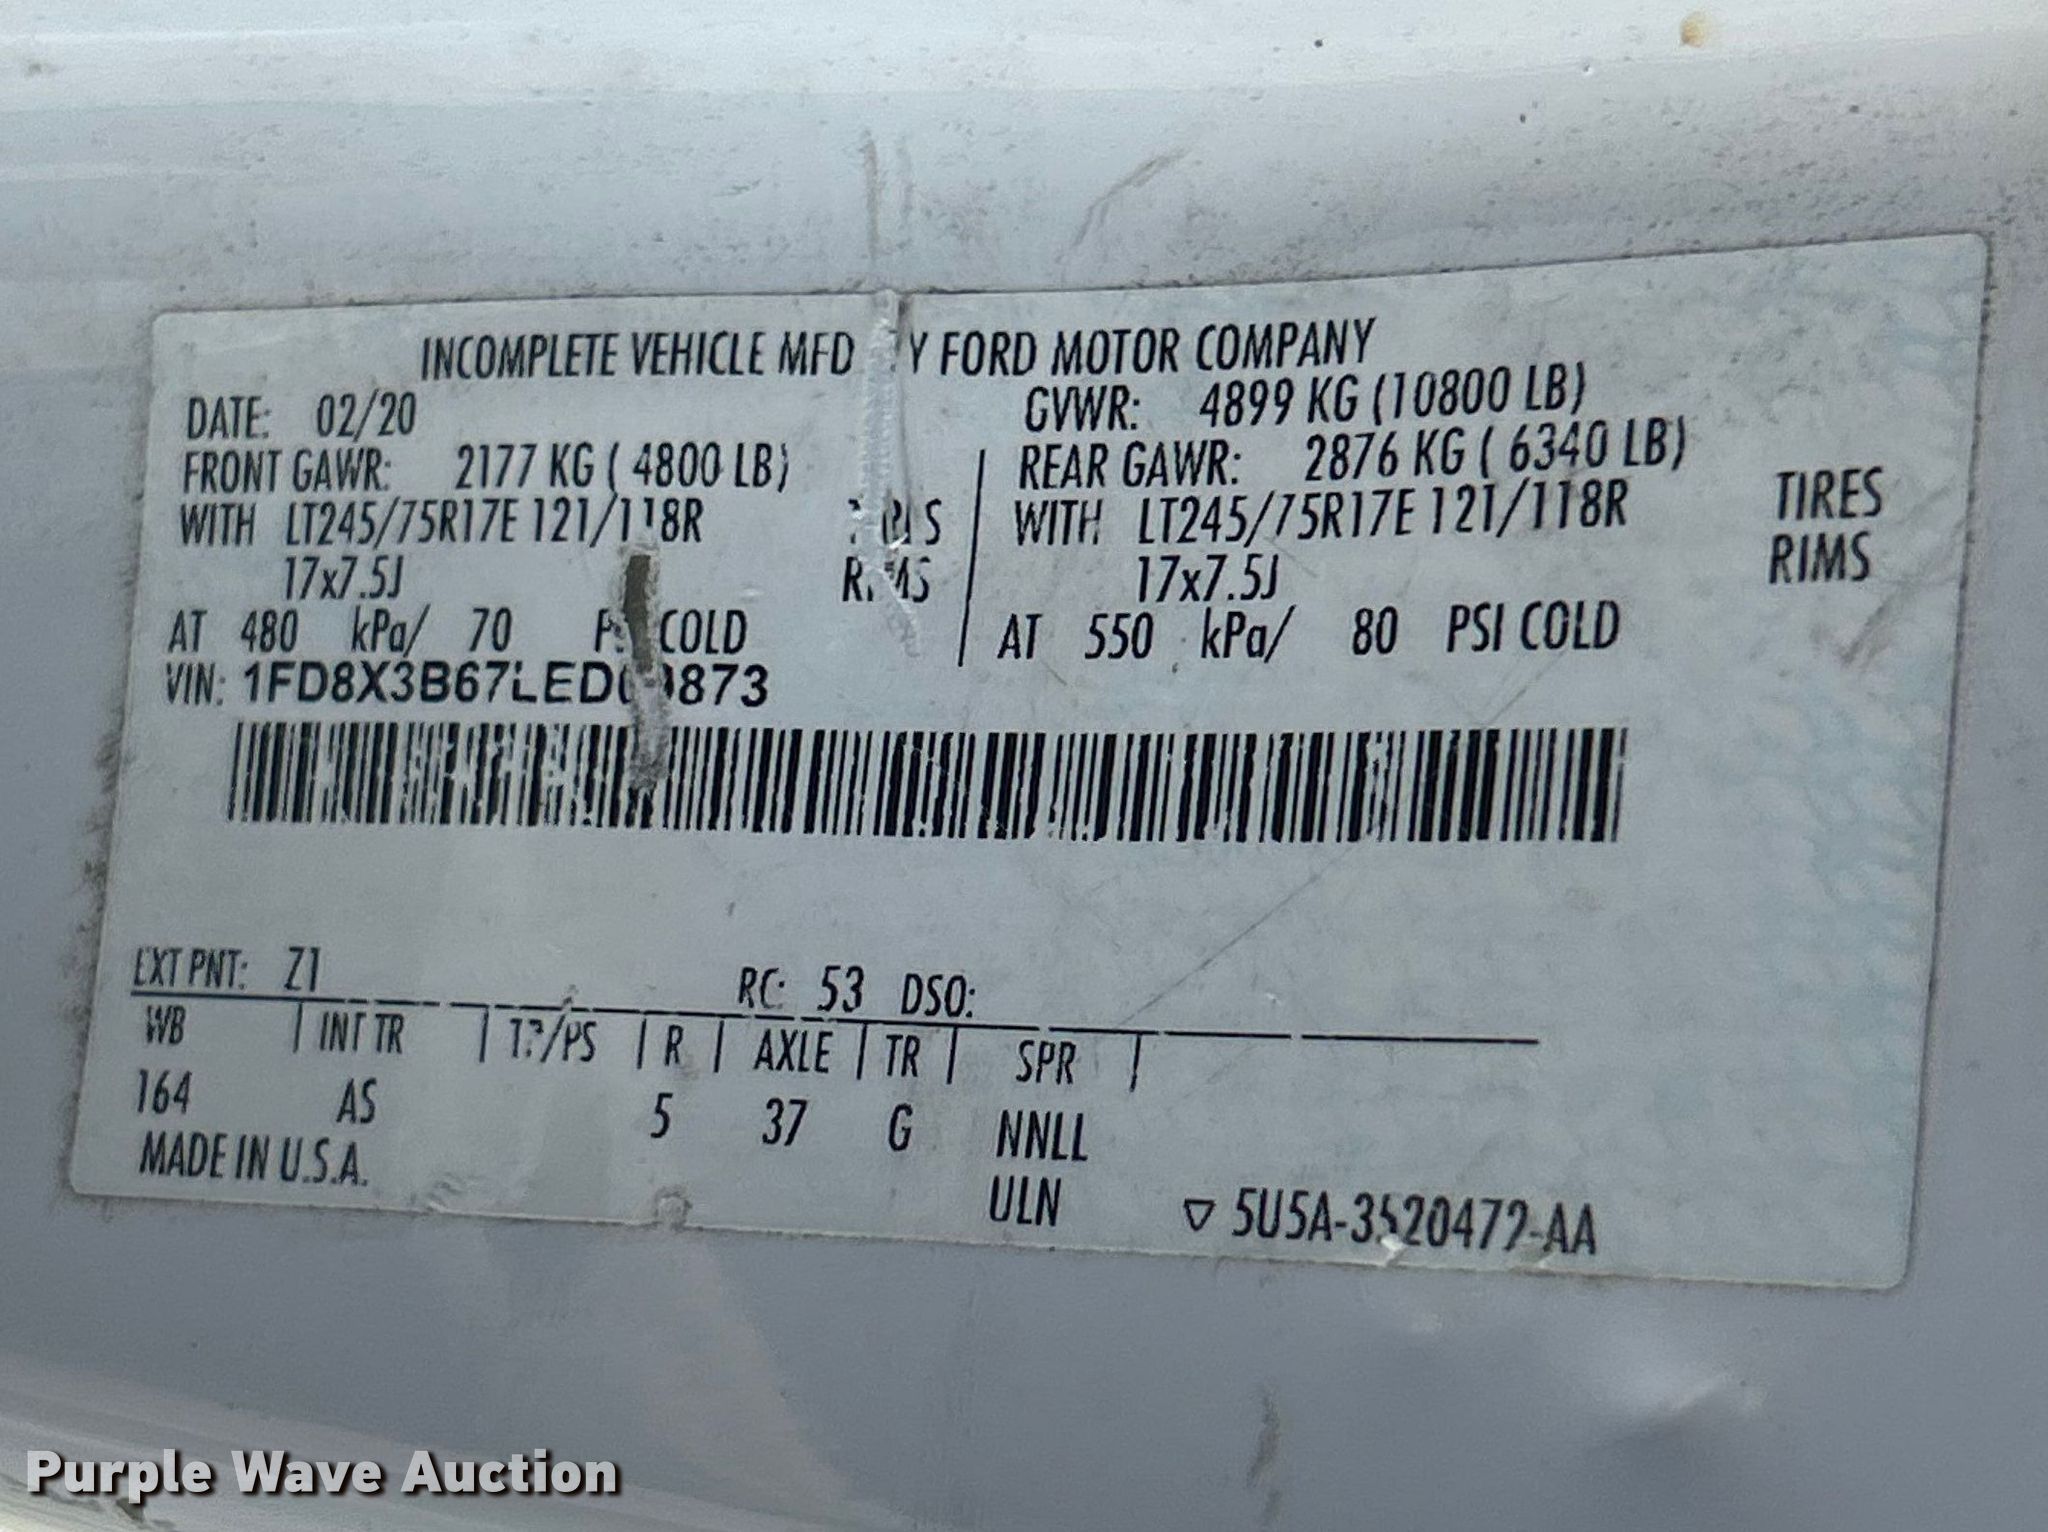 INCOMPLETE VEHICLE MFD FORD MOTOR COMPANY
DATE: 02/20 GVWR: 4899 KG (10800 LB)
FRONT GAWR: 2177 KG ( 4800 LB) REAR GAWR: 2876 KG ( 6340 LB)
WITH LT245/75R17E 121/118R WITH LT245/75R17E 121/118R TIRES
17x7.5J 17x7.5J RIMS
AT 480 kPa/ 70 COLD AT 550 kPa/ 80 PSI COLD
VIN:
EXT PNT: Z1 RC: 53 DSO:
WB | INT TR | | R | AXLE | TR | SPR |
164 AS 5 37 G NNLL
MADE IN U.S.A. ULN
Purple Wave Auction